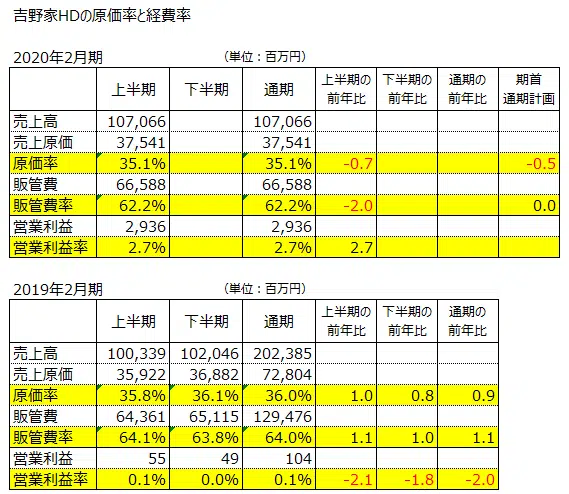 吉野家HDの原価率と経費率
2020年2月期 (単位：百万円)
上半期 下半期 通期 上半期の前年比 下半期の前年比 通期の前年比 期首通期計画
売上高 107,066 107,066
売上原価 37,541 37,541
原価率 35.1% 35.1% -0.7 -0.5
販管費 66,588 66,588
販管費率 62.2% 62.2% -2.0 0.0
営業利益 2,936 2,936
営業利益率 2.7% 2.7% 2.7
2019年2月期 (単位：百万円)
上半期 下半期 通期 上半期の前年比 下半期の前年比 通期の前年比
売上高 100,339 102,046 202,385
売上原価 35,922 36,882 72,804
原価率 35.8% 36.1% 36.0% 1.0 0.8 0.9
販管費 64,361 65,115 129,476
販管費率 64.1% 63.8% 64.0% 1.1 1.0 1.1
営業利益 55 49 104
営業利益率 0.1% 0.0% 0.1% -2.1 -1.8 -2.0